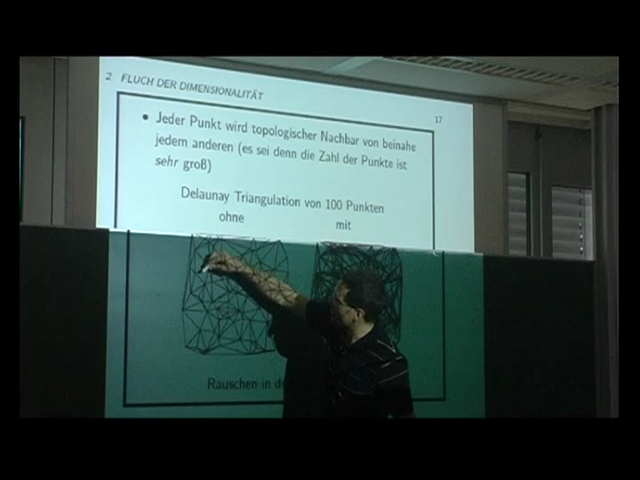 2 FLUCH DER DIMENSIONALITÄT
17
• Jeder Punkt wird topologischer Nachbar von beinahe
jedem anderen (es sei denn die Zahl der Punkte ist
sehr groß)
Delaunay Triangulation von 100 Punkten
ohne mit
Rauschen in